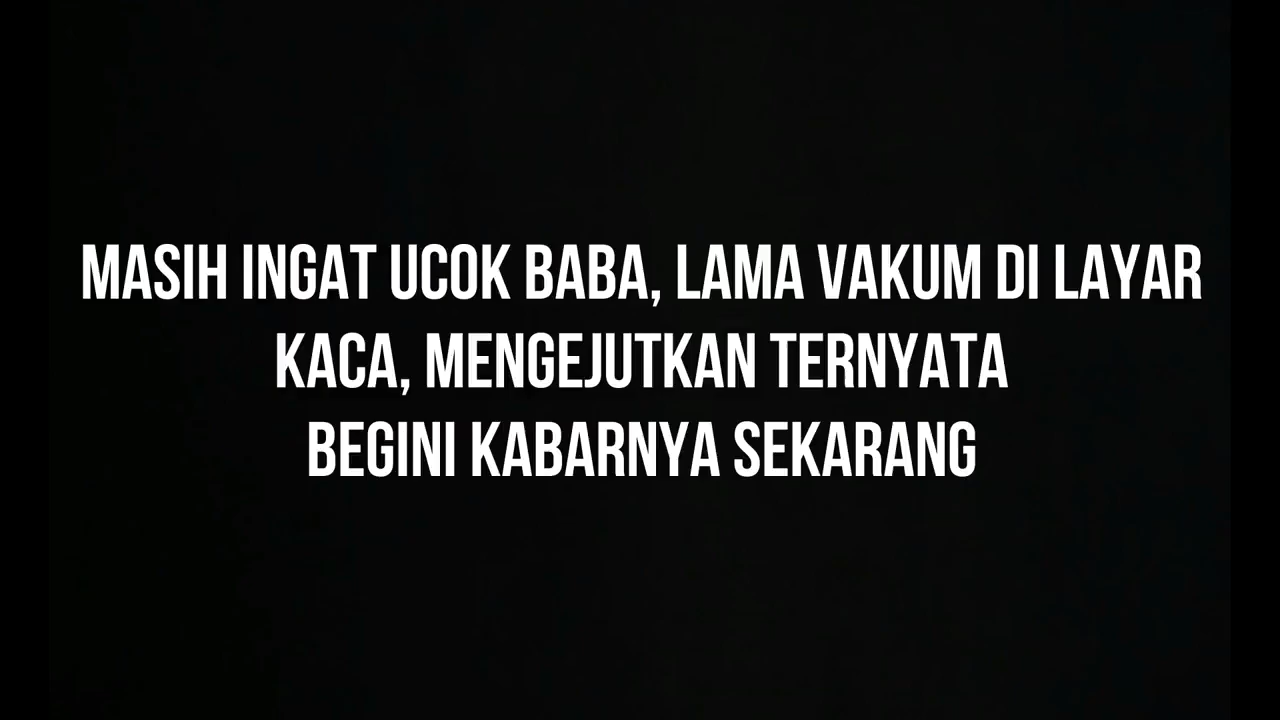 MASIH INGAT UCOK BABA, LAMA VAKUM DI LAYAR
KACA, MENGEJUTKAN TERNYATA
BEGINI KABARNYA SEKARANG